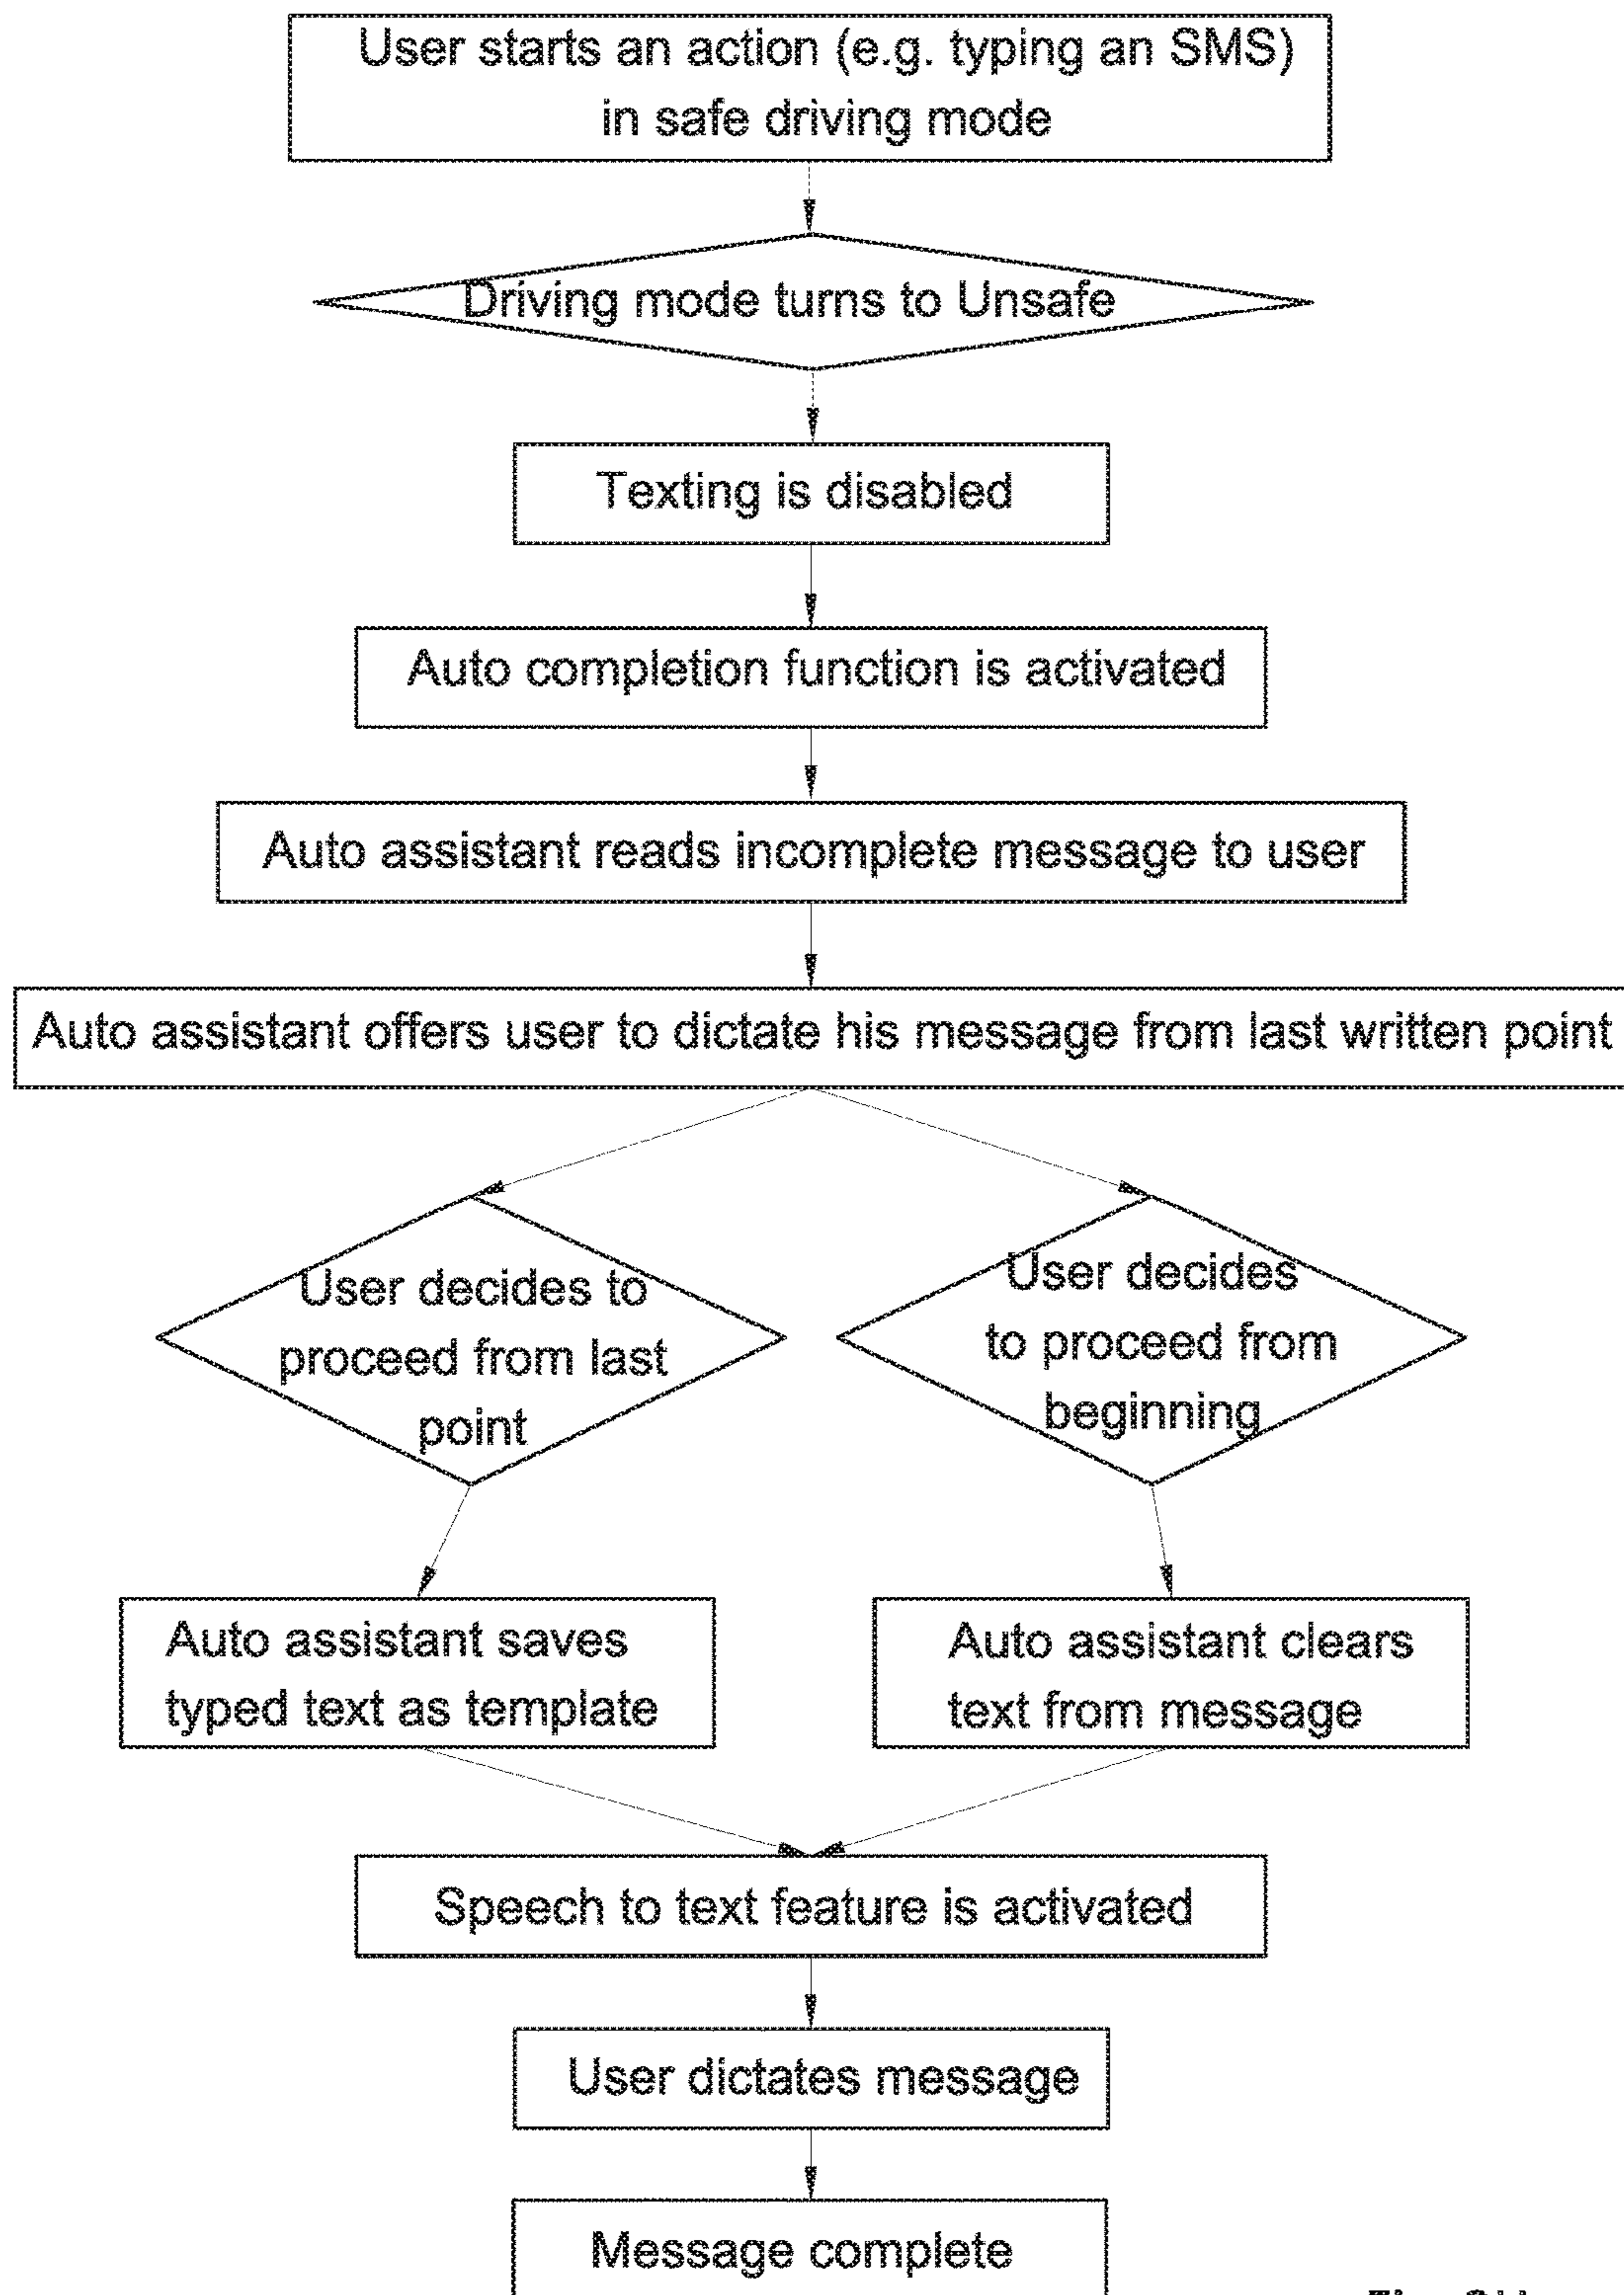 User starts an action (e.g. typing an SMS)
in safe driving mode
Driving mode turns to Unsafe
Texting is disabled
Auto completion function is activated
Auto assistant reads incomplete message to user
Auto assistant offers user to dictate his message from last written point
User decides to
proceed from last
point
User decides
to proceed from
beginning
Auto assistant saves
typed text as template
Auto assistant clears
text from message
Speech to text feature is activated
User dictates message
Message complete